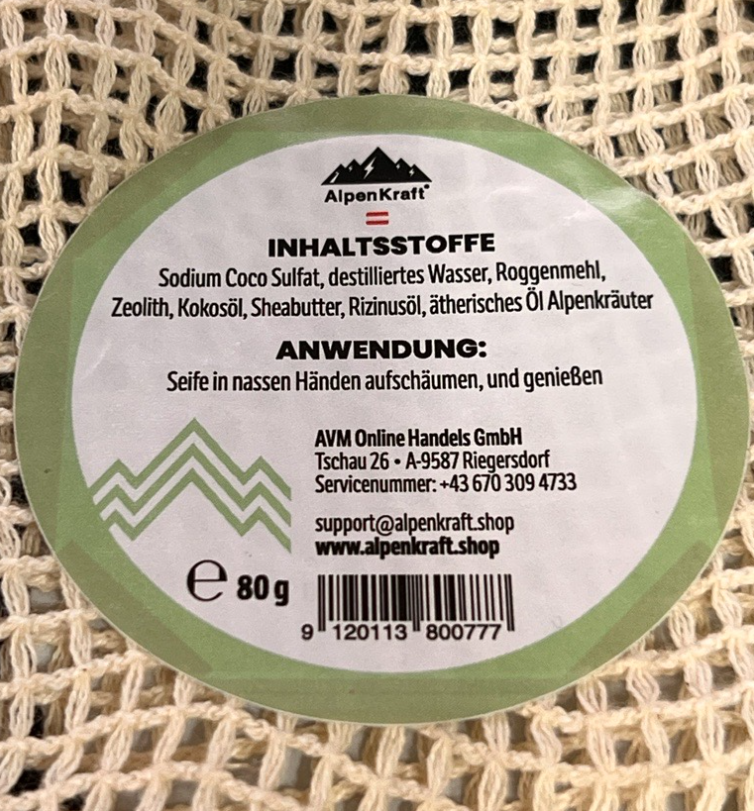 AlpenKraft®
INHALTSSTOFFE
Sodium Coco Sulfat, destilliertes Wasser, Roggenmehl,
Zeolith, Kokosöl, Sheabutter, Rizinusöl, ätherisches Öl Alpenkräuter
ANWENDUNG:
Seife in nassen Händen aufschäumen, und genießen
AVM Online Handels GmbH
Tschau 26 • A-9587 Riegersdorf
Servicenummer: +43 670 309 4733
support@alpenkraft.shop
www.alpenkraft.shop
℮ 80 g
9 120113 800777